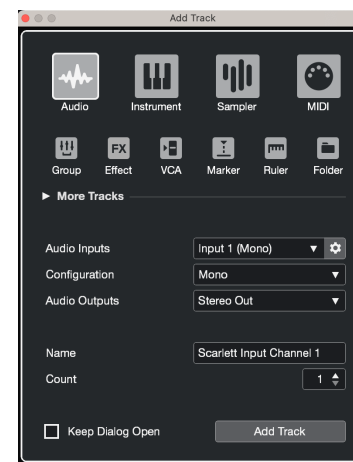 Add Track
Audio Instrument Sampler MIDI
FX
Group Effect VCA Marker Ruler Folder
More Tracks
Audio Inputs Input 1 (Mono)
Configuration Mono
Audio Outputs Stereo Out
Name Scarlett Input Channel 1
Count 1
Keep Dialog Open Add Track